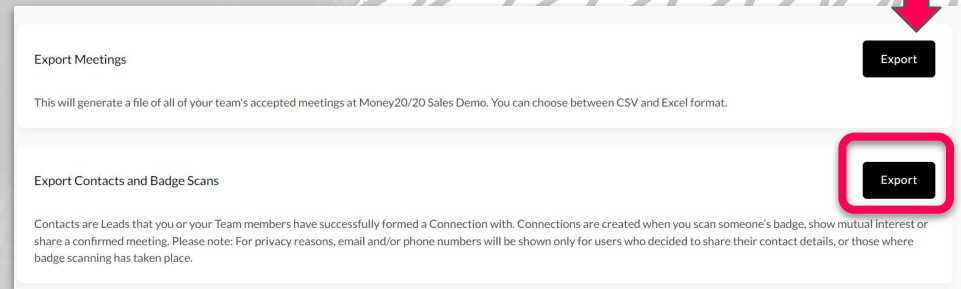 Export Meetings
Export
This will generate a file of all of your team's accepted meetings at Money20/20 Sales Demo. You can choose between CSV and Excel format.
Export Contacts and Badge Scans
Export
Contacts are Leads that you or your Team members have successfully formed a Connection with. Connections are created when you scan someone's badge, show mutual interest or
share a confirmed meeting. Please note: For privacy reasons, email and/or phone numbers will be shown only for users who decided to share their contact details, or those where
badge scanning has taken place.